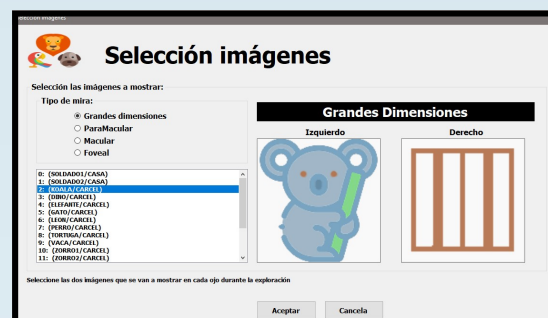 Selección imágenes
Selección imágenes
Selección las imágenes a mostrar:
Tipo de mira:
Grandes dimensiones
ParaMacular
Macular
Foveal
0: (SOLDADO1/CASA)
1: (SOLDADO2/CASA)
2: (KOALA/CARCEL)
3: (DINO/CARCEL)
4: (ELEFANTE/CARCEL)
5: (GATO/CARCEL)
6: (LEON/CARCEL)
7: (PERRO/CARCEL)
8: (TORTUGA/CARCEL)
9: (VACA/CARCEL)
10: (ZORRO1/CARCEL)
11: (ZORRO2/CARCEL)
Grandes Dimensiones
Izquierdo
Derecho
Seleccione las dos imágenes que se van a mostrar en cada ojo durante la exploración
Aceptar
Cancela